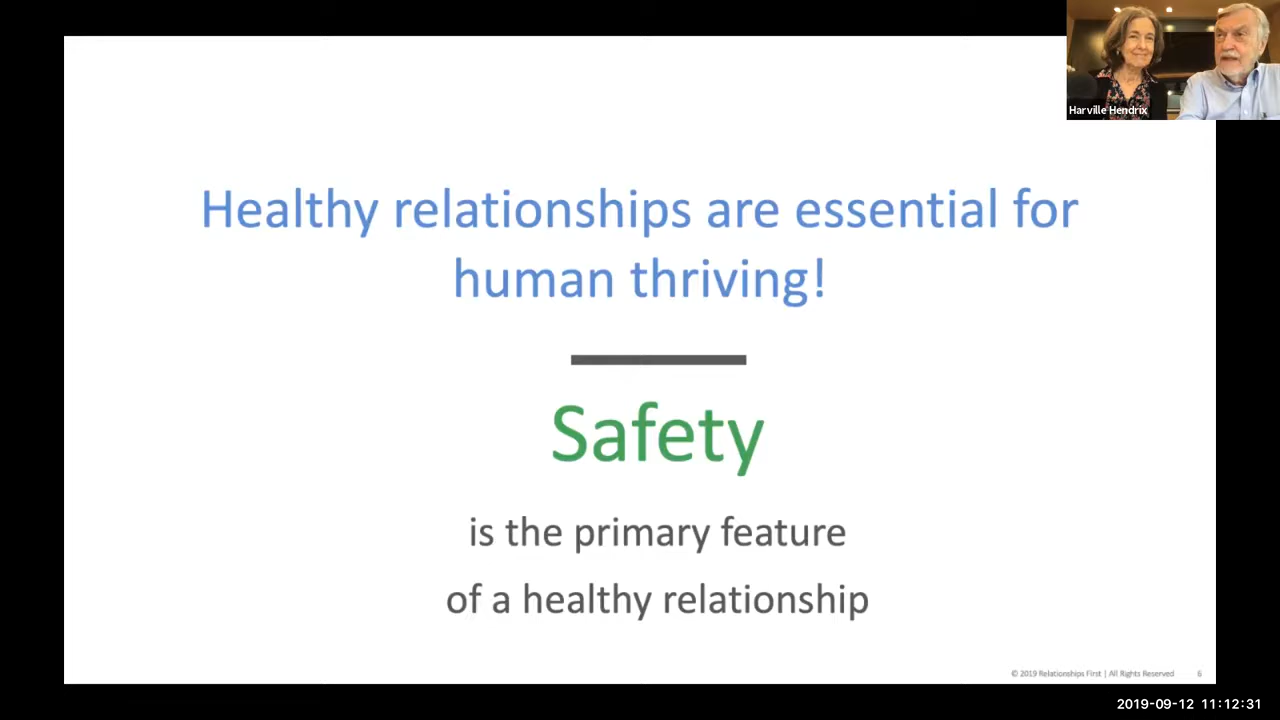 Harville Hendrix
Healthy relationships are essential for
human thriving!
Safety
is the primary feature
of a healthy relationship
© 2019 Relationships First | All Rights Reserved 6
2019-09-12 11:12:31